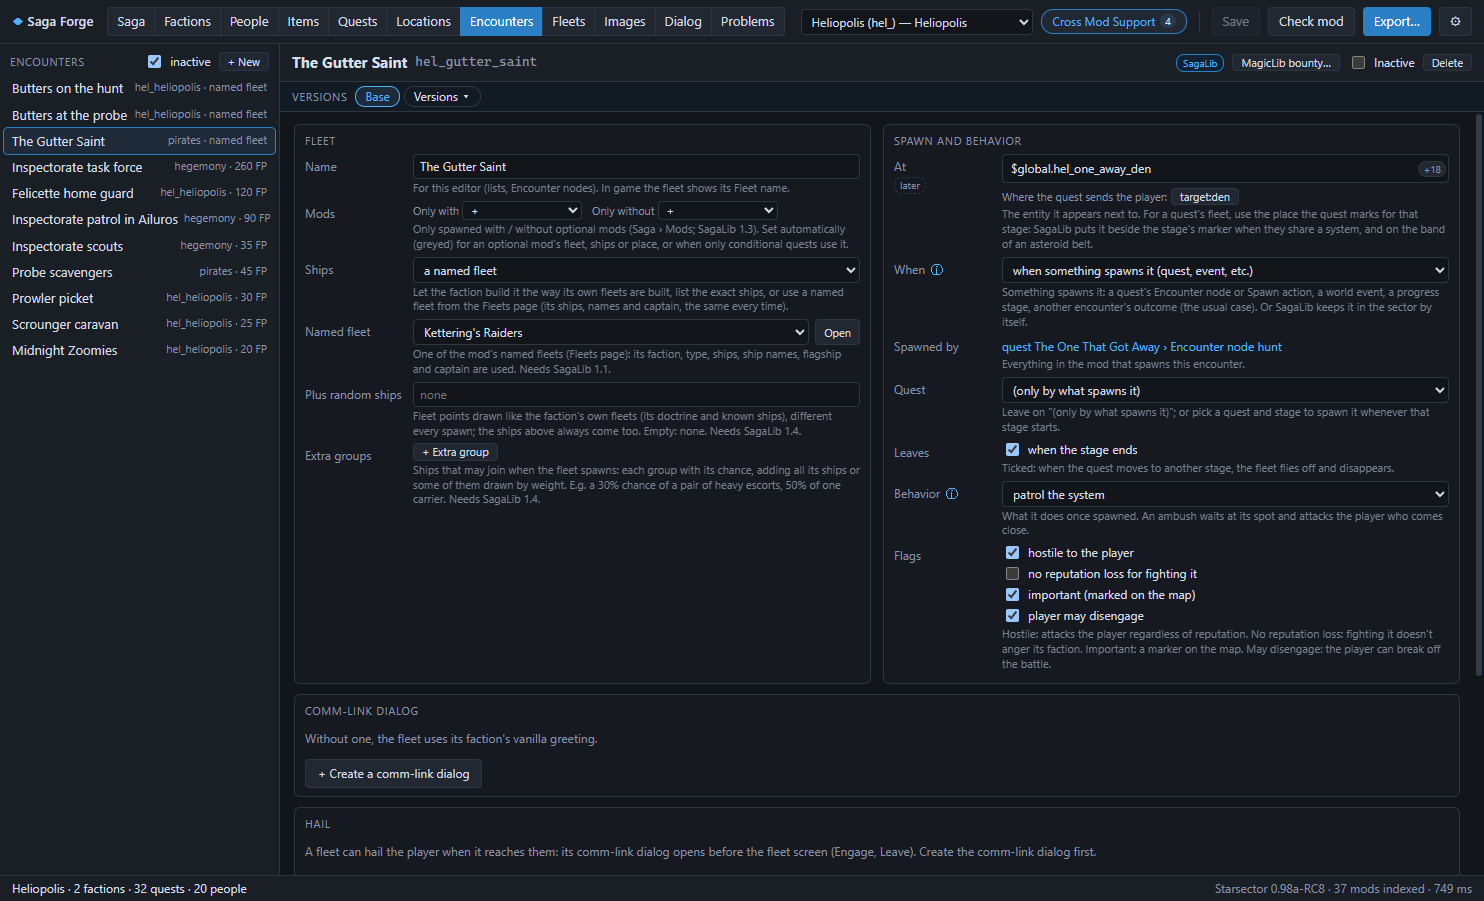 Saga Forge
Saga
Factions
People
Items
Quests
Locations
Encounters
Fleets
Images
Dialog
Problems
Heliopolis (hel_) — Heliopolis
Cross Mod Support 4
Save
Check mod
Export...
ENCOUNTERS
inactive
+ New
Butters on the hunt hel_heliopolis · named fleet
Butters at the probe hel_heliopolis · named fleet
The Gutter Saint pirates · named fleet
Inspectorate task force hegemony · 260 FP
Felicette home guard hel_heliopolis · 120 FP
Inspectorate patrol in Ailuros hegemony · 90 FP
Inspectorate scouts hegemony · 35 FP
Probe scavengers pirates · 45 FP
Prowler picket hel_heliopolis · 30 FP
Scrounger caravan hel_heliopolis · 25 FP
Midnight Zoomies hel_heliopolis · 20 FP
The Gutter Saint hel_gutter_saint
SagaLib
MagicLib bounty...
Inactive
Delete
VERSIONS
Base
Versions
FLEET
Name
The Gutter Saint
For this editor (lists, Encounter nodes). In game the fleet shows its Fleet name.
Mods
Only with +
Only without +
Only spawned with / without optional mods (Saga › Mods; SagaLib 1.3). Set automatically
(greyed) for an optional mod's fleet, ships or place, or when only conditional quests use it.
Ships
a named fleet
Let the faction build it the way its own fleets are built, list the exact ships, or use a named
fleet from the Fleets page (its ships, names and captain, the same every time).
Named fleet
Kettering's Raiders
Open
One of the mod's named fleets (Fleets page): its faction, type, ships, ship names, flagship
and captain are used. Needs SagaLib 1.1.
Plus random ships
none
Fleet points drawn like the faction's own fleets (its doctrine and known ships), different
every spawn; the ships above always come too. Empty: none. Needs SagaLib 1.4.
Extra groups
+ Extra group
Ships that may join when the fleet spawns: each group with its chance, adding all its ships or
some of them drawn by weight. E.g. a 30% chance of a pair of heavy escorts, 50% of one
carrier. Needs SagaLib 1.4.
SPAWN AND BEHAVIOR
At
later
$global.hel_one_away_den
+18
Where the quest sends the player: target:den
The entity it appears next to. For a quest's fleet, use the place the quest marks for that
stage: SagaLib puts it beside the stage's marker when they share a system, and on the band
of an asteroid belt.
When
when something spawns it (quest, event, etc.)
Something spawns it: a quest's Encounter node or Spawn action, a world event, a progress
stage, another encounter's outcome (the usual case). Or SagaLib keeps it in the sector by
itself.
Spawned by
quest The One That Got Away › Encounter node hunt
Everything in the mod that spawns this encounter.
Quest
(only by what spawns it)
Leave on "(only by what spawns it)"; or pick a quest and stage to spawn it whenever that
stage starts.
Leaves
when the stage ends
Ticked: when the quest moves to another stage, the fleet flies off and disappears.
Behavior
patrol the system
What it does once spawned. An ambush waits at its spot and attacks the player who comes
close.
Flags
hostile to the player
no reputation loss for fighting it
important (marked on the map)
player may disengage
Hostile: attacks the player regardless of reputation. No reputation loss: fighting it doesn't
anger its faction. Important: a marker on the map. May disengage: the player can break off
the battle.
COMM-LINK DIALOG
Without one, the fleet uses its faction's vanilla greeting.
+ Create a comm-link dialog
HAIL
A fleet can hail the player when it reaches them: its comm-link dialog opens before the fleet screen (Engage, Leave). Create the comm-link dialog first.
Heliopolis · 2 factions · 32 quests · 20 people
Starsector 0.98a-RC8 · 37 mods indexed · 749 ms